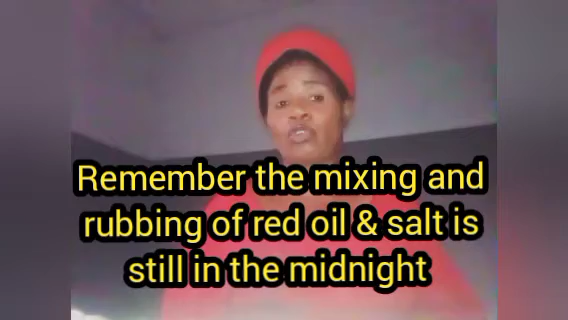 Remember the mixing and
rubbing of red oil & salt is
still in the midnight